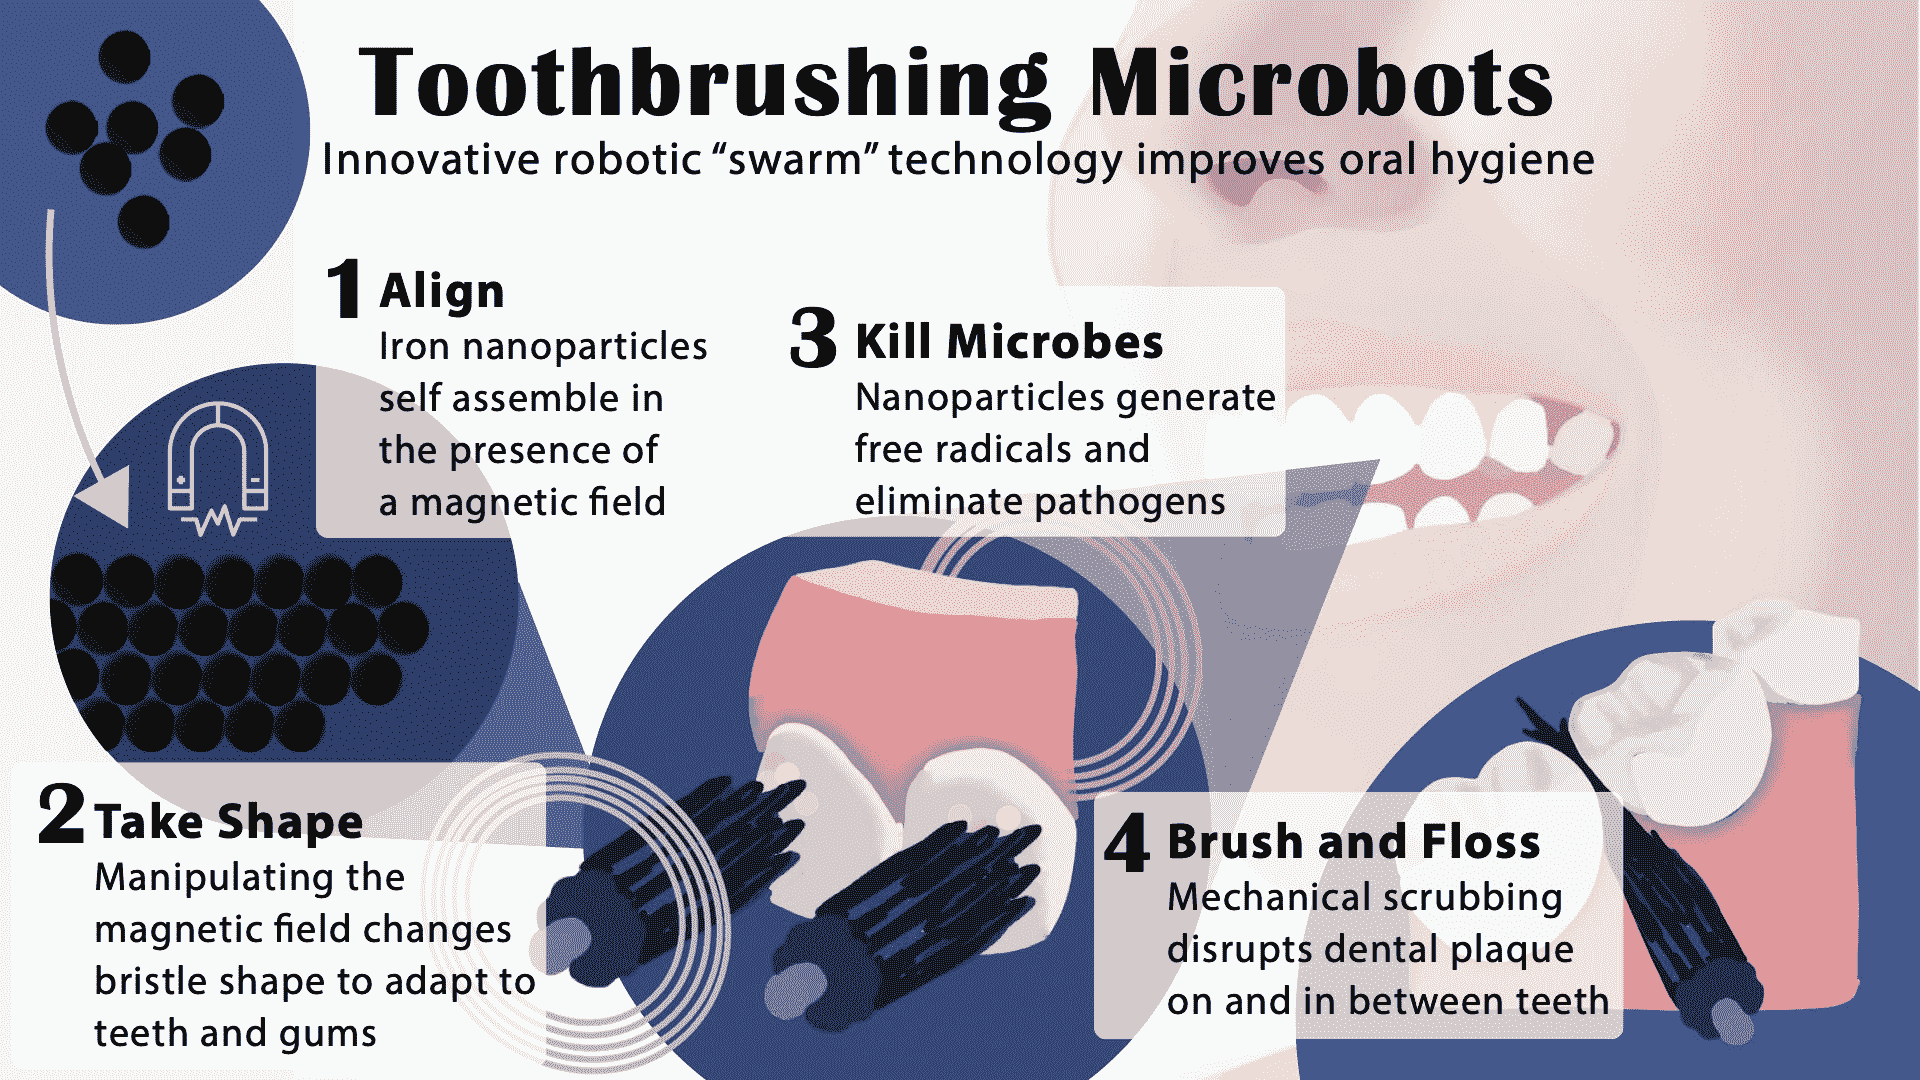 Toothbrushing Microbots
Innovative robotic “swarm” technology improves oral hygiene
1 Align
Iron nanoparticles
self assemble in
the presence of
a magnetic field
2 Take Shape
Manipulating the
magnetic field changes
bristle shape to adapt to
teeth and gums
3 Kill Microbes
Nanoparticles generate
free radicals and
eliminate pathogens
4 Brush and Floss
Mechanical scrubbing
disrupts dental plaque
on and in between teeth